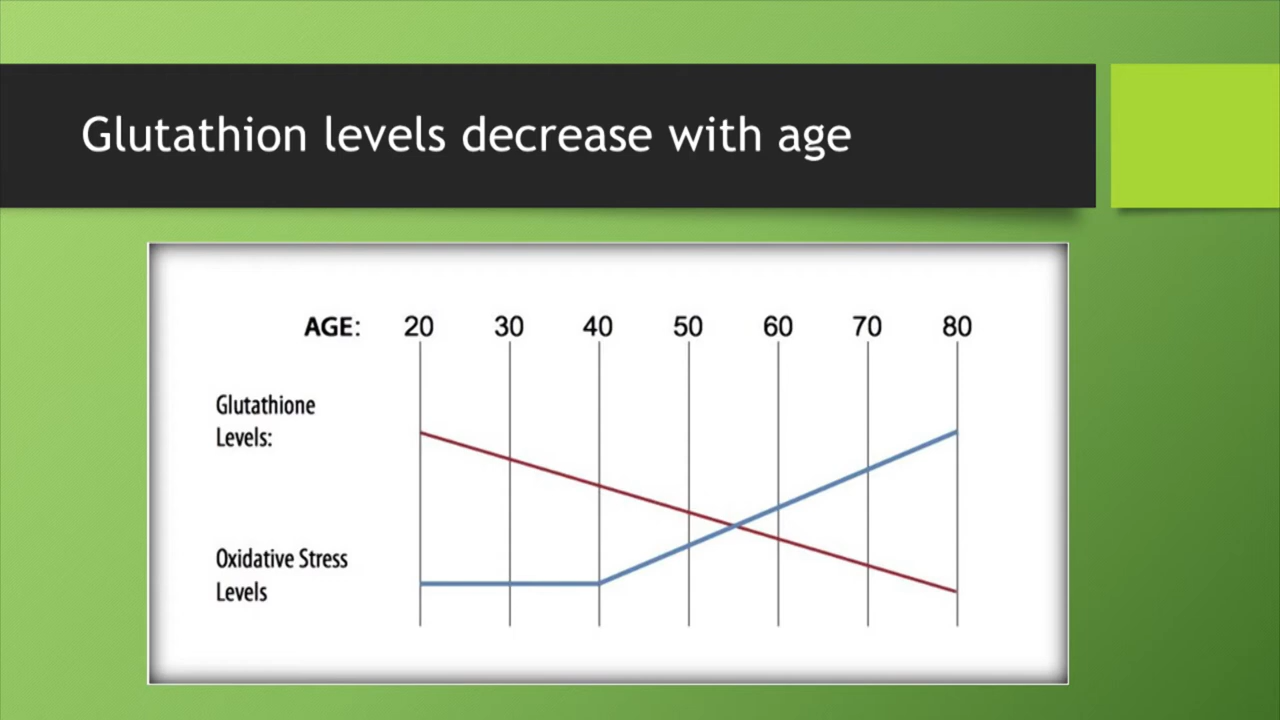 Glutathion levels decrease with age
AGE: 20 30 40 50 60 70 80
Glutathione
Levels:
Oxidative Stress
Levels